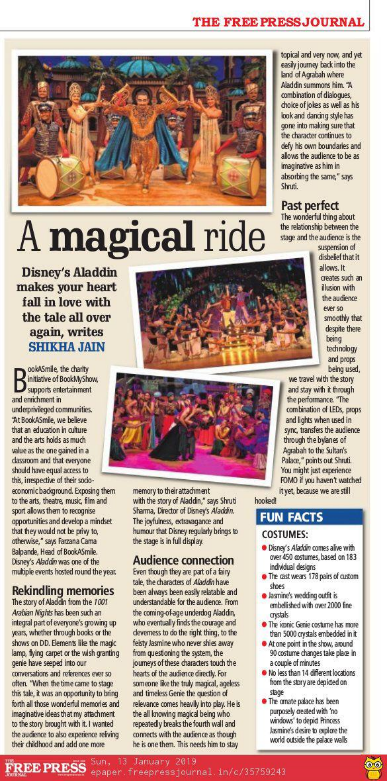 THE FREE PRESS JOURNAL
A magical ride
Disney's Aladdin
makes your heart
fall in love with
the tale all over
again, writes
SHIKHA JAIN
BookASmile, the charity
initiative of BookMyShow,
supports entertainment
and enrichment in
underprivileged communities.
"At BookASmile, we believe
that an education in culture
and the arts holds as much
value as the one gained in a
classroom and that everyone
should have equal access to
this, irrespective of their socio-
economic background. Exposing them
to the arts, theatre, music, film and
sport allows them to recognise
opportunities and develop a mindset
that they would not be privy to,
otherwise," says Farzana Cama
Balpande, Head of BookASmile.
Disney's Aladdin was one of the
multiple events hosted round the year.
Rekindling memories
The story of Aladdin from the 1001
Arabian Nights has been such an
integral part of everyone's growing up
years, whether through books or the
shows on DD. Elements like the magic
lamp, flying carpet or the wish granting
genie have seeped into our
conversations and references ever so
often. "When the time came to stage
this tale, it was an opportunity to bring
forth all those wonderful memories and
imaginative ideas that my attachment
to the story brought with it. I wanted
the audience to also experience reliving
their childhood and add one more
memory to their attachment
with the story of Aladdin," says Shruti
Sharma, Director of Disney's Aladdin.
The joyfulness, extravagance and
humour that Disney regularly brings to
the stage is in full display.
Audience connection
Even though they are part of a fairy
tale, the characters of Aladdin have
always been easily relatable and
understandable for the audience. From
the coming-of-age underdog Aladdin,
who eventually finds the courage and
cleverness to do the right thing, to the
feisty Jasmine who never shies away
from questioning the system, the
journeys of these characters touch the
hearts of the audience directly. For
someone like the truly magical, ageless
and timeless Genie the question of
relevance comes heavily into play. He is
the all knowing magical being who
repeatedly breaks the fourth wall and
connects with the audience as though
he is one them. This needs him to stay
topical and very now, and yet
easily journey back into the
land of Agrabah where
Aladdin summons him. "A
combination of dialogues,
choice of jokes as well as his
look and dancing style has
gone into making sure that
the character continues to
defy his own boundaries and
allows the audience to be as
imaginative as him in
absorbing the same," says
Shruti.
Past perfect
The wonderful thing about
the relationship between the
stage and the audience is the
suspension of
disbelief that it
allows. It
creates such an
illusion with
the audience
ever so
smoothly that
despite there
being
technology
and props
being used,
we travel with the story
and stay with it through
the performance. "The
combination of LEDs, props
and lights when used in
sync, transfers the audience
through the bylanes of
Agrabah to the Sultan's
Palace," points out Shruti.
You might just experience
FOMO if you haven't watched
it yet, because we are still
hooked!
FUN FACTS
COSTUMES:
● Disney's Aladdin comes alive with
over 450 costumes, based on 183
individual designs
● The cast wears 178 pairs of custom
shoes
● Jasmine's wedding outfit is
embellished with over 2000 fine
crystals
● The iconic Genie costume has more
than 5000 crystals embedded in it
● At one point in the show, around
90 costume changes take place in
a couple of minutes
● No less than 14 different locations
from the story are depicted on
stage
● The ornate palace has been
purposely created with 'no
windows' to depict Princess
Jasmine's desire to explore the
world outside the palace walls
THE
FREE PRESS
JOURNAL
Sun, 13 January 2019
epaper.freepressjournal.in/c/35759243